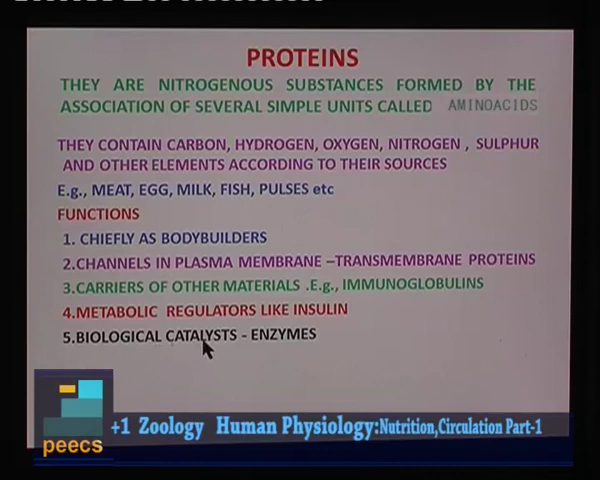 PROTEINS
THEY ARE NITROGENOUS SUBSTANCES FORMED BY THE
ASSOCIATION OF SEVERAL SIMPLE UNITS CALLED AMINOACIDS
THEY CONTAIN CARBON, HYDROGEN, OXYGEN, NITROGEN , SULPHUR
AND OTHER ELEMENTS ACCORDING TO THEIR SOURCES
E.g., MEAT, EGG, MILK, FISH, PULSES etc
FUNCTIONS
1. CHIEFLY AS BODYBUILDERS
2.CHANNELS IN PLASMA MEMBRANE –TRANSMEMBRANE PROTEINS
3.CARRIERS OF OTHER MATERIALS .E.g., IMMUNOGLOBULINS
4.METABOLIC REGULATORS LIKE INSULIN
5.BIOLOGICAL CATALYSTS - ENZYMES
+1 Zoology Human Physiology:Nutrition,Circulation Part-1
peecs